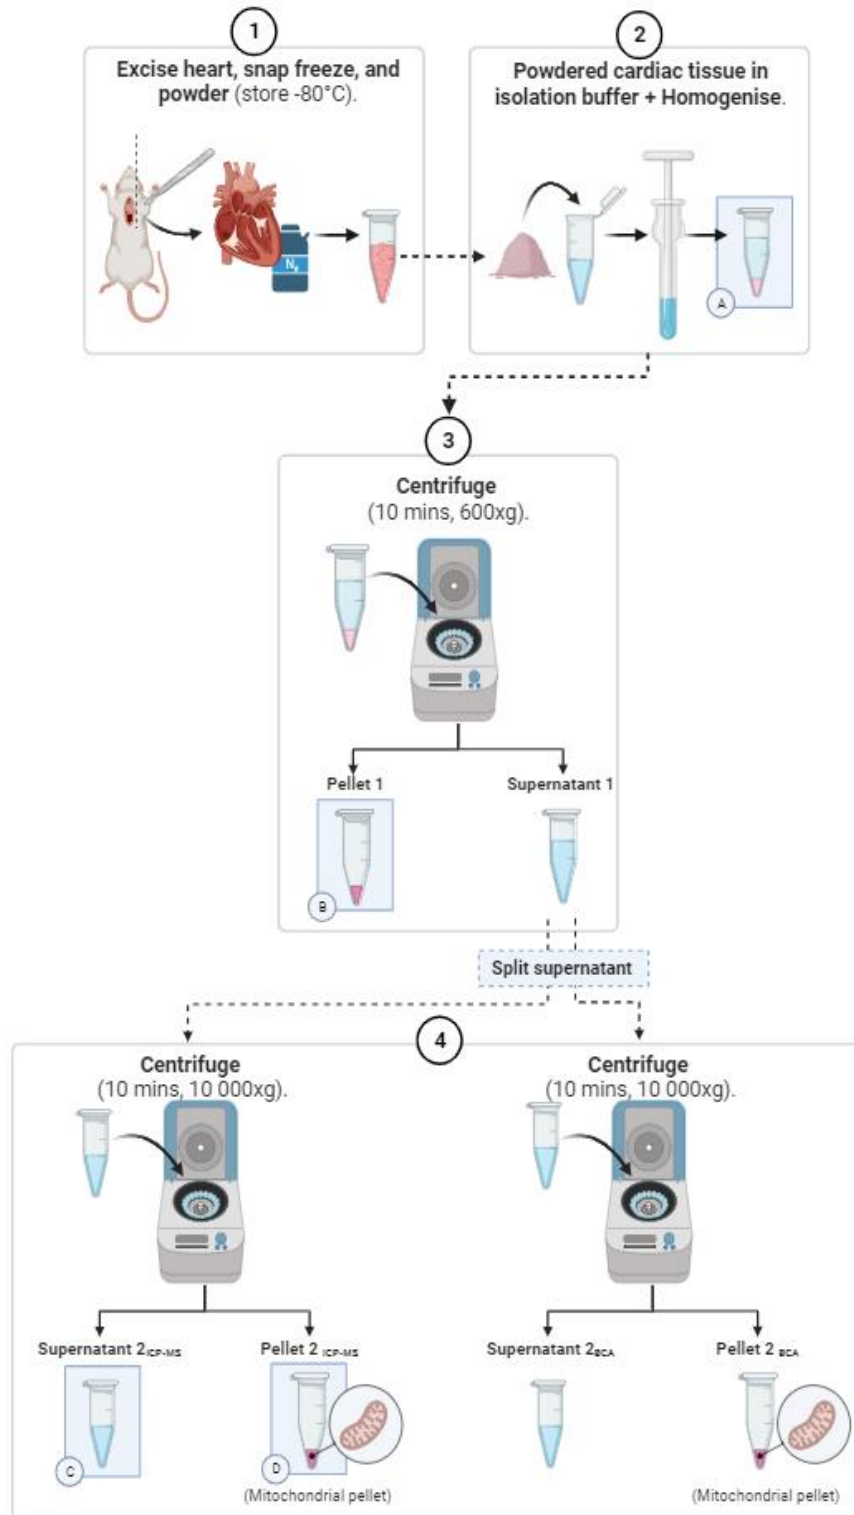 1
Excise heart, snap freeze, and
powder (store -80°C).
2
Powdered cardiac tissue in
isolation buffer + Homogenise.
A
3
Centrifuge
(10 mins, 600xg).
Pellet 1
Supernatant 1
B
Split supernatant
4
Centrifuge
(10 mins, 10 000xg).
Centrifuge
(10 mins, 10 000xg).
Supernatant 2ICP-MS
Pellet 2 ICP-MS
Supernatant 2BCA
Pellet 2 BCA
C
D
(Mitochondrial pellet)
(Mitochondrial pellet)